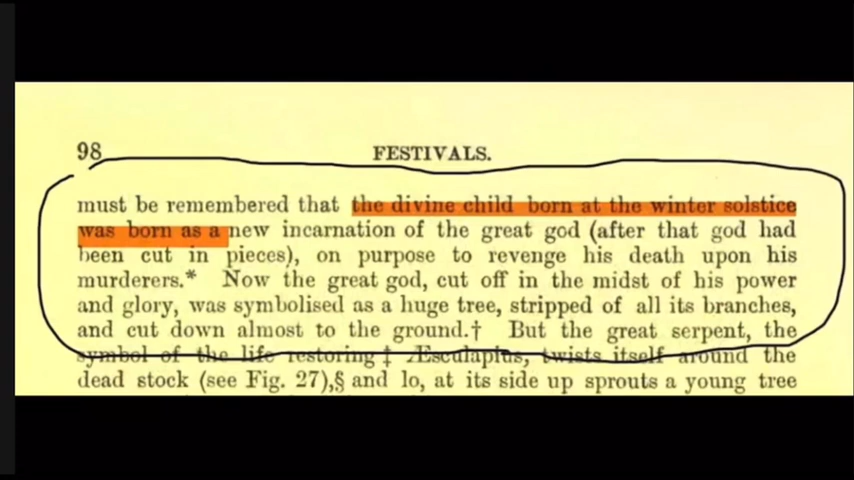 98 FESTIVALS.
must be remembered that the divine child born at the winter solstice
was born as a new incarnation of the great god (after that god had
been cut in pieces), on purpose to revenge his death upon his
murderers.* Now the great god, cut off in the midst of his power
and glory, was symbolised as a huge tree, stripped of all its branches,
and cut down almost to the ground.† But the great serpent, the
symbol of the life restoring ‡ Æsculapius, twists itself around the
dead stock (see Fig. 27),§ and lo, at its side up sprouts a young tree